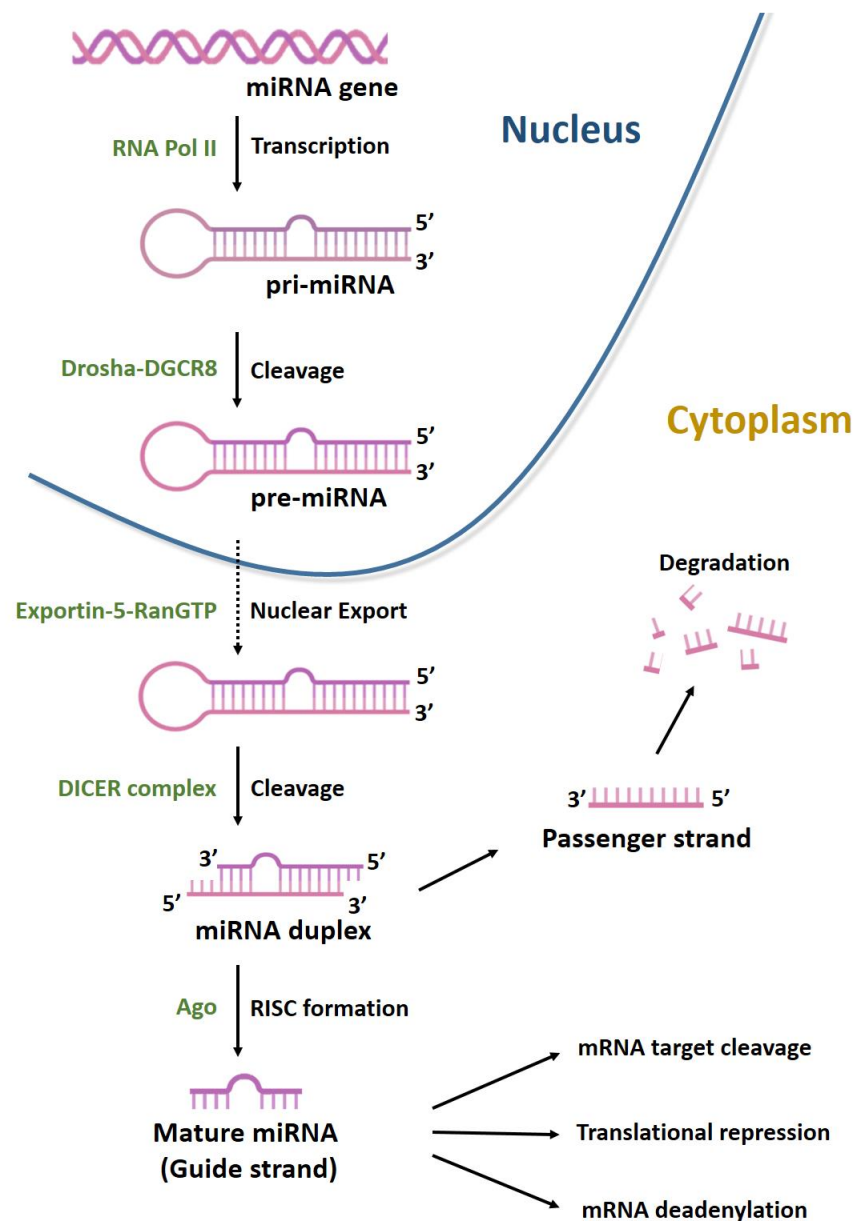 miRNA gene
Nucleus
RNA Pol II
Transcription
5’
3’
pri-miRNA
Drosha-DGCR8
Cleavage
Cytoplasm
5’
3’
pre-miRNA
Degradation
Exportin-5-RanGTP
Nuclear Export
5’
3’
DICER complex
Cleavage
3’
5’
Passenger strand
3’
5’
5’
3’
miRNA duplex
Ago
RISC formation
mRNA target cleavage
Mature miRNA
(Guide strand)
Translational repression
mRNA deadenylation